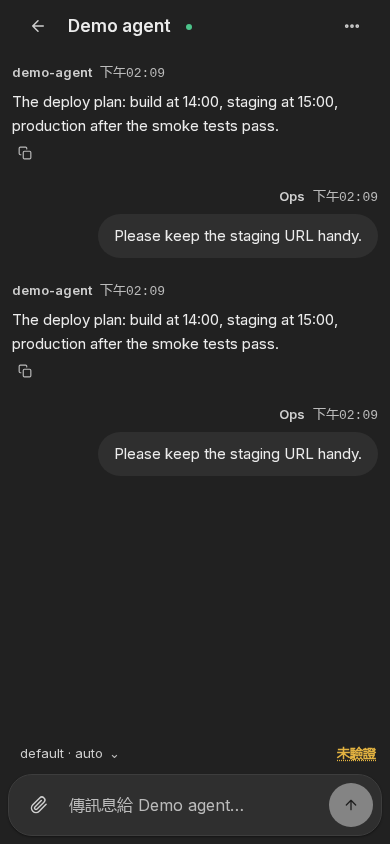 Demo agent
demo-agent 下午02:09
The deploy plan: build at 14:00, staging at 15:00,
production after the smoke tests pass.
Ops 下午02:09
Please keep the staging URL handy.
demo-agent 下午02:09
The deploy plan: build at 14:00, staging at 15:00,
production after the smoke tests pass.
Ops 下午02:09
Please keep the staging URL handy.
default · auto
未驗證
傳訊息給 Demo agent…